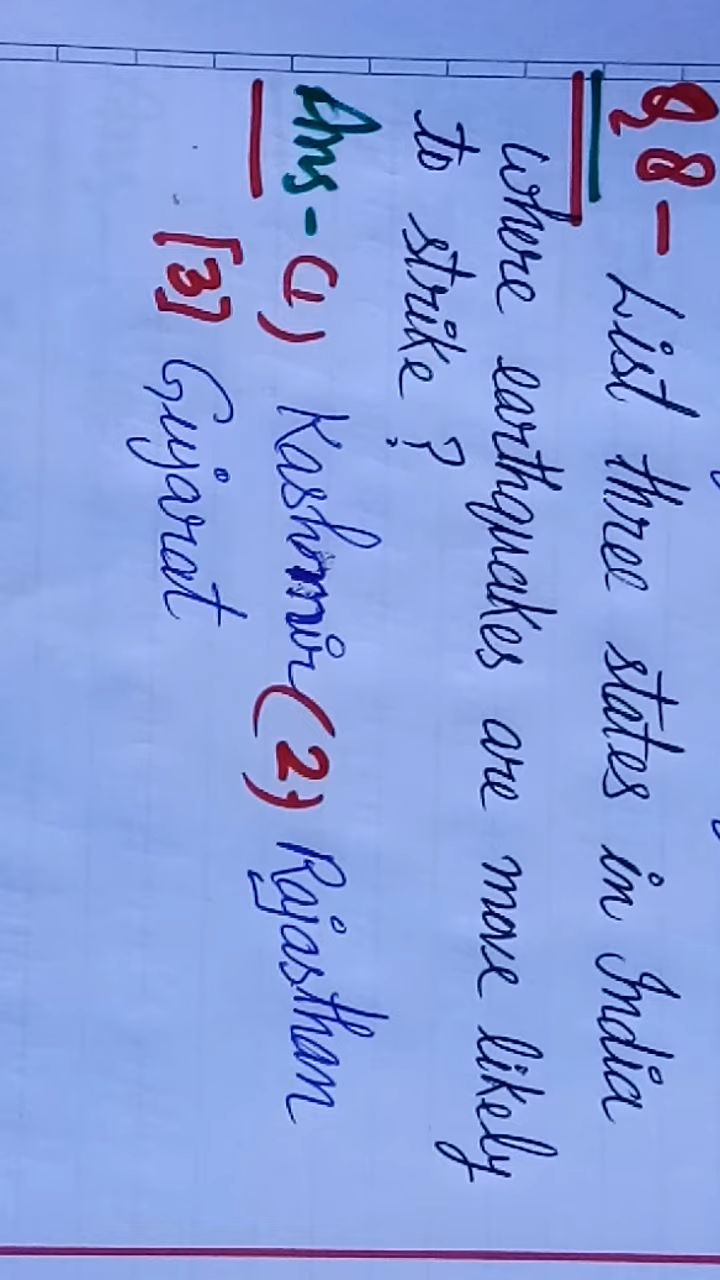 Q 8 - List three states in India
where earthquakes are more likely
to strike ?
Ans - (1) Kashmir (2) Rajasthan
[3] Gujarat